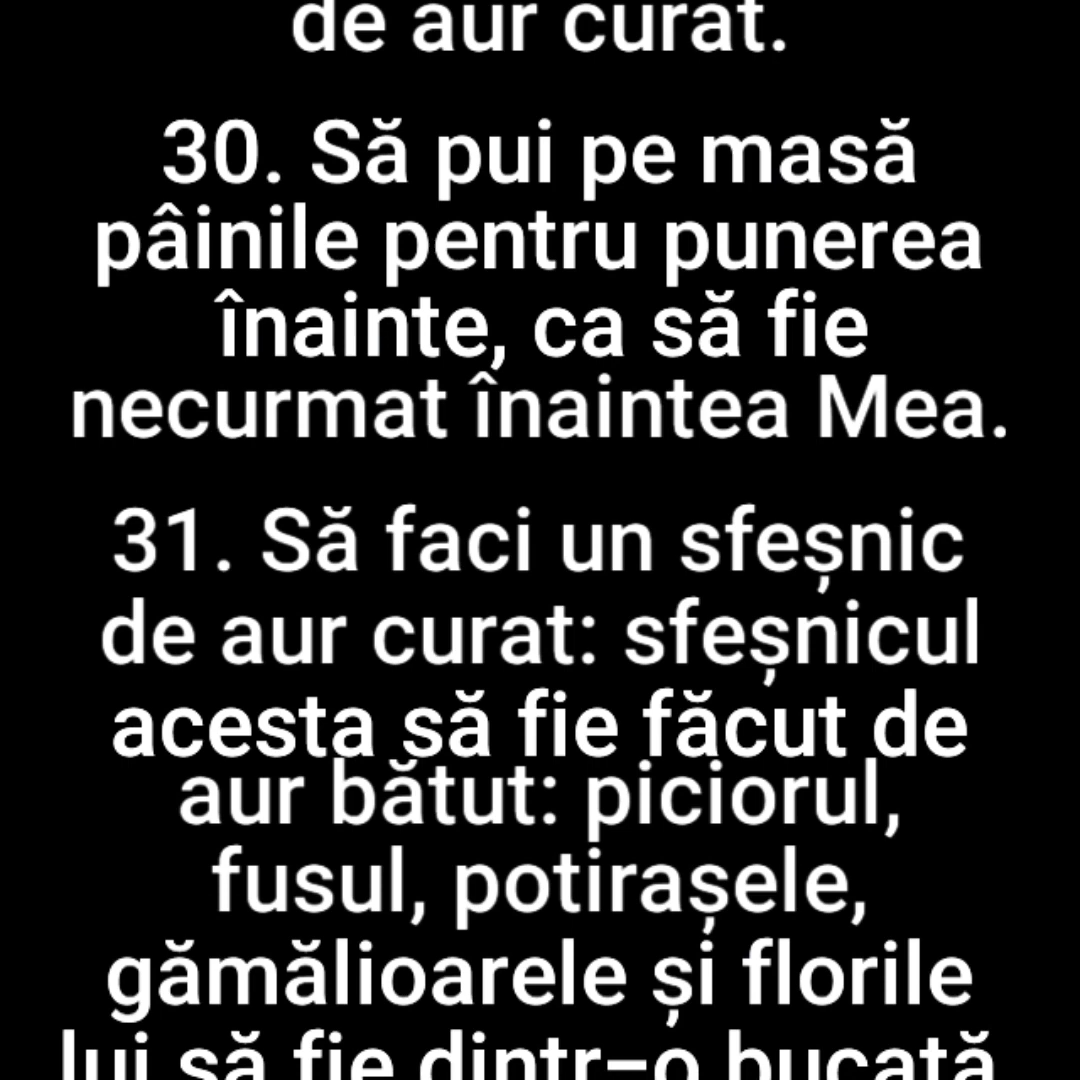 de aur curat.
30. Să pui pe masă
pâinile pentru punerea
înainte, ca să fie
necurmat înaintea Mea.
31. Să faci un sfeșnic
de aur curat: sfeșnicul
acesta să fie făcut de
aur bătut: piciorul,
fusul, potirașele,
gămălioarele și florile
lui să fie dintr–o bucată